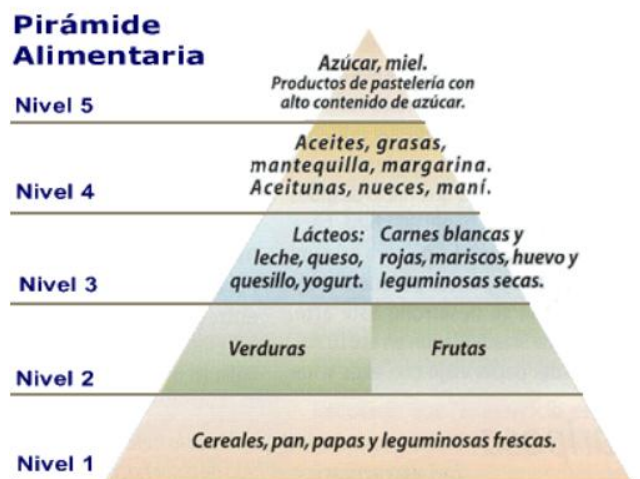 Pirámide
Alimentaria
Azúcar, miel.
Productos de pastelería con
alto contenido de azúcar.
Nivel 5
Aceites, grasas,
mantequilla, margarina.
Aceitunas, nueces, maní.
Nivel 4
Lácteos:
leche, queso,
quesillo, yogurt.
Carnes blancas y
rojas, mariscos, huevo y
leguminosas secas.
Nivel 3
Verduras
Frutas
Nivel 2
Cereales, pan, papas y leguminosas frescas.
Nivel 1